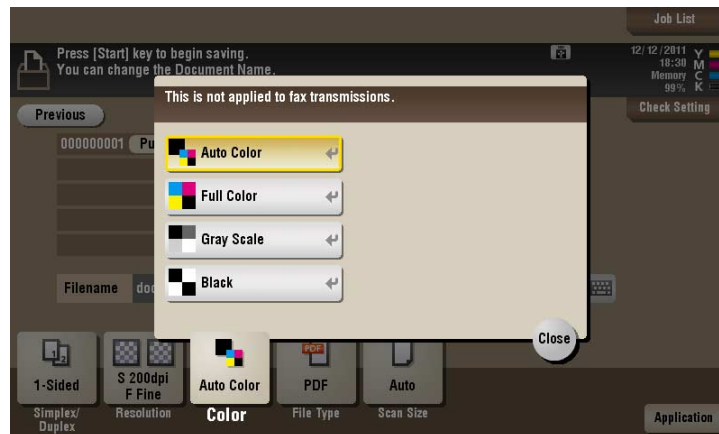 Job List
Press [Start] key to begin saving.
You can change the Document Name.
12/12/2011
18:30
Memory
99%
Y
M
C
K
This is not applied to fax transmissions.
Previous
Check Setting
000000001 Pu
Auto Color
Full Color
Gray Scale
Black
Filename doc
Close
1-Sided
S 200dpi
F Fine
Auto Color
PDF
PDF
Auto
Simplex/
Duplex
Resolution
Color
File Type
Scan Size
Application